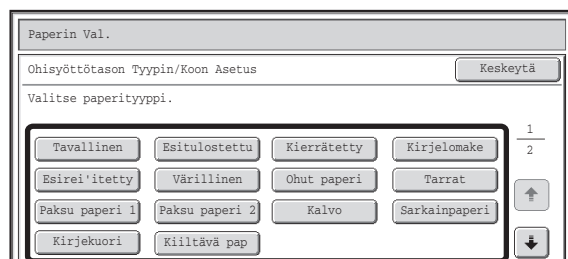 Paperin Val.
Ohisyöttötason Tyypin/Koon Asetus Keskeytä
Valitse paperityyppi.
1
2
Tavallinen Esitulostettu Kierrätetty Kirjelomake
Esirei'itetty Värillinen Ohut paperi Tarrat
Paksu paperi 1 Paksu paperi 2 Kalvo Sarkainpaperi
Kirjekuori Kiiltävä pap